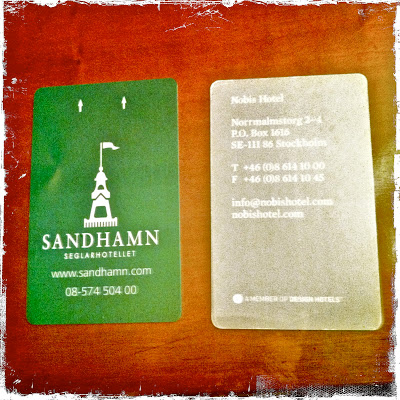 SANDHAMN
SEGLARHOTELLET
www.sandhamn.com
08-574 504 00
Nobis Hotel
Norrmalmstorg 2-4
P.O. Box 1616
SE-111 86 Stockholm
T +46 (0)8 614 10 00
F +46 (0)8 614 10 45
info@nobishotel.com
nobishotel.com
A MEMBER OF DESIGN HOTELS™